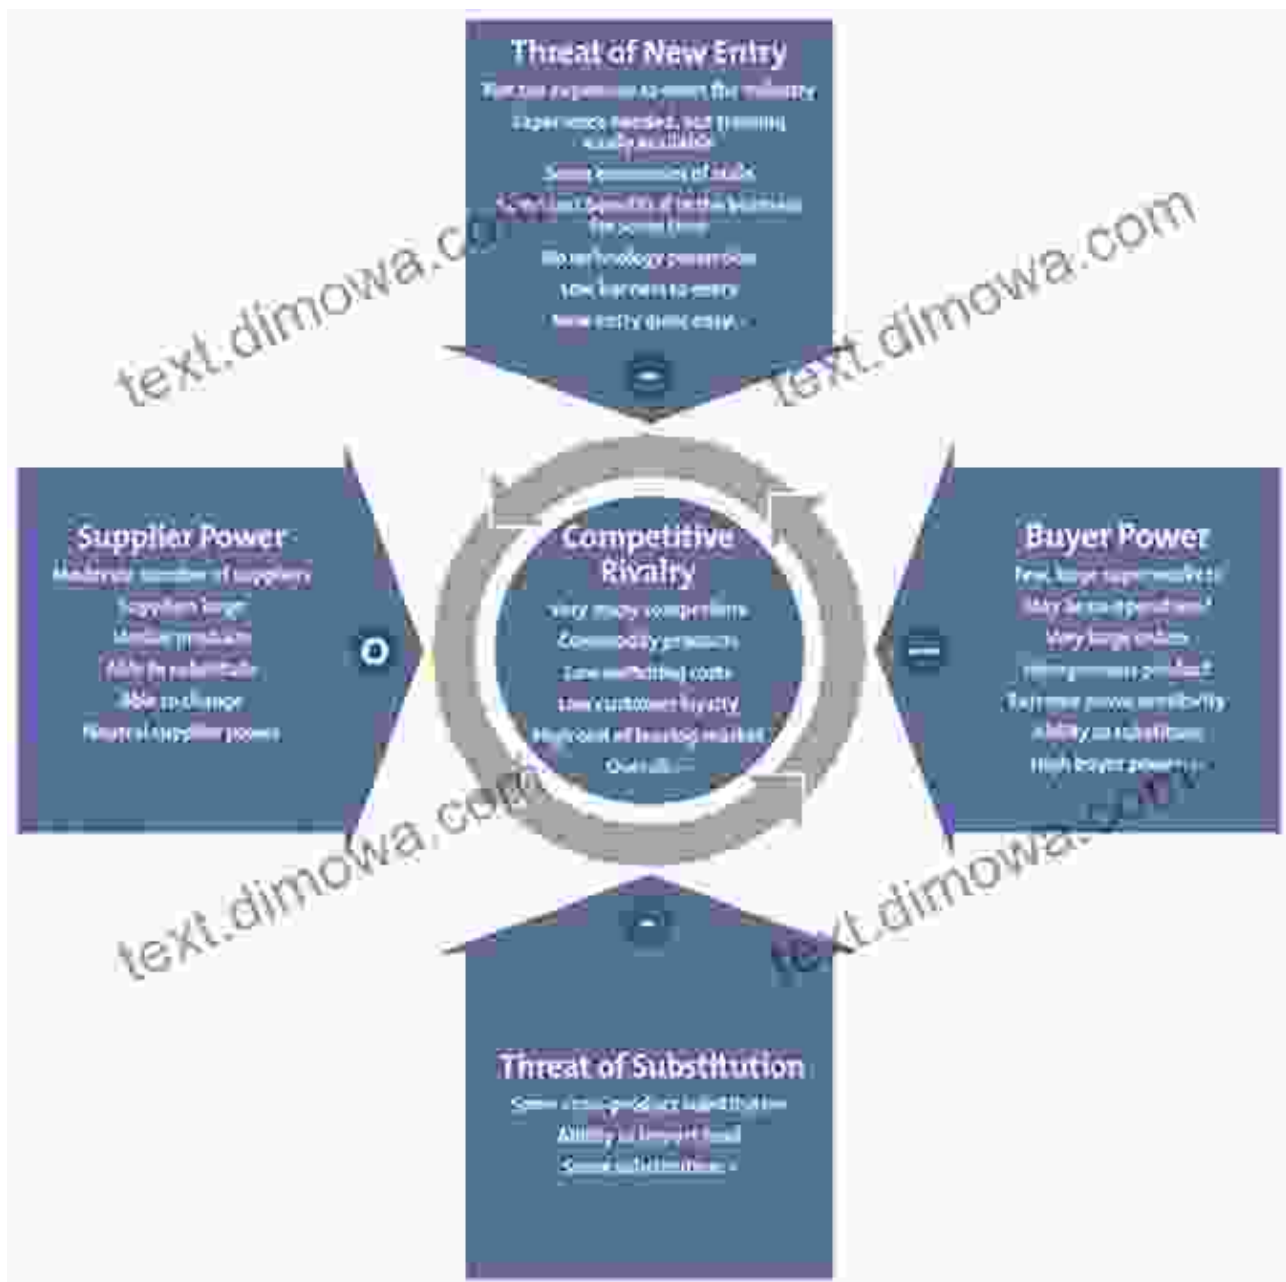 Threat of New Entry
to enter the industry
Experience needed, but training
easily available
Some economies of scale
for some time
No technology protection
Low barriers to entry
New entry quite easy
Supplier Power
Moderate number of suppliers
Suppliers large
Similar products
Able to substitute
Able to change
Neutral supplier power
Competitive
Rivalry
Very many competitors
Commodity products
Low switching costs
Low customer loyalty
High cost of leaving market
Overall
Buyer Power
Few, large supermarkets
Very large orders
Homogeneous product
Extreme price sensitivity
Ability to substitute
High buyer power
Threat of Substitution
Some cross-product substitution
Ability to import food
Some substitution
text.dimowa.com
text.dimowa.com
text.dimowa.com
text.dimowa.com